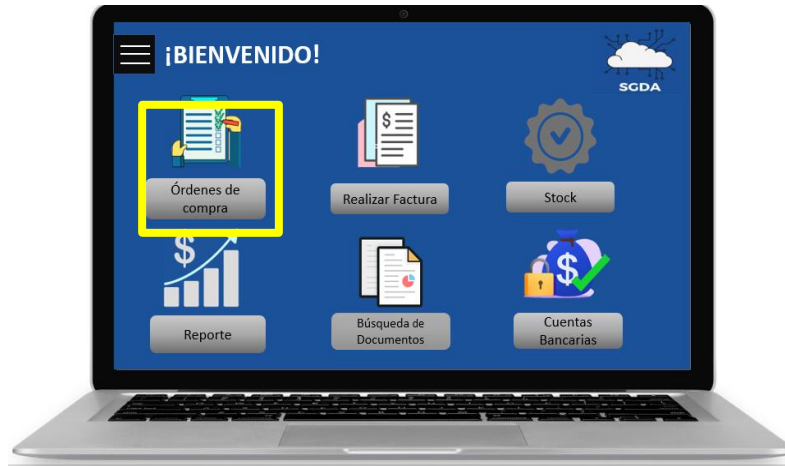 ¡BIENVENIDO!
SGDA
Órdenes de
compra
$
Realizar Factura
Stock
$
Reporte
Búsqueda de
Documentos
$
Cuentas
Bancarias